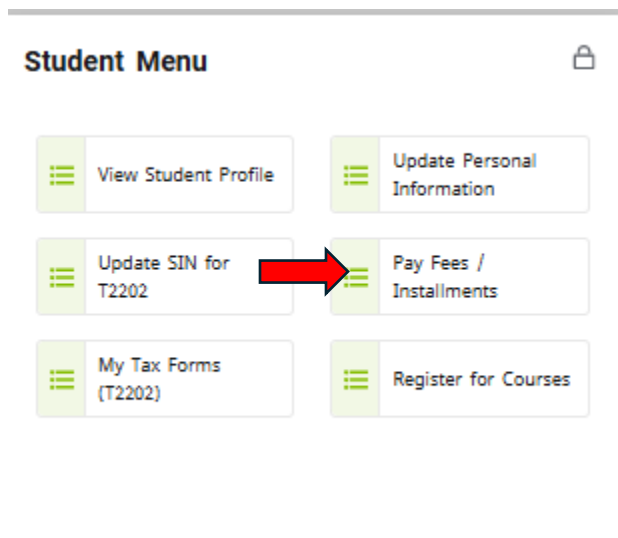 Student Menu
View Student Profile
Update Personal
Information
Update SIN for
T2202
Pay Fees /
Installments
My Tax Forms
(T2202)
Register for Courses